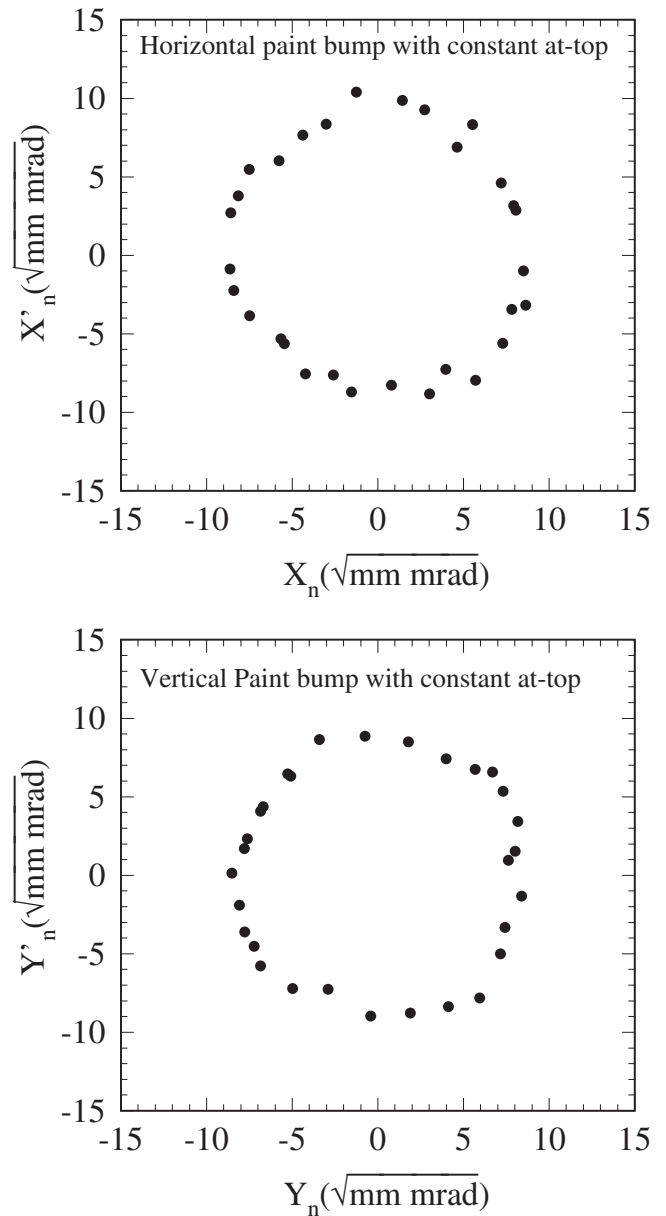 15
Horizontal paint bump with constant at-top
10
5
0
-5
-10
-15
X'n(√mm mrad)
-15 -10 -5 0 5 10 15
Xn(√mm mrad)
15
Vertical Paint bump with constant at-top
10
5
0
-5
-10
-15
Y'n(√mm mrad)
-15 -10 -5 0 5 10 15
Yn(√mm mrad)